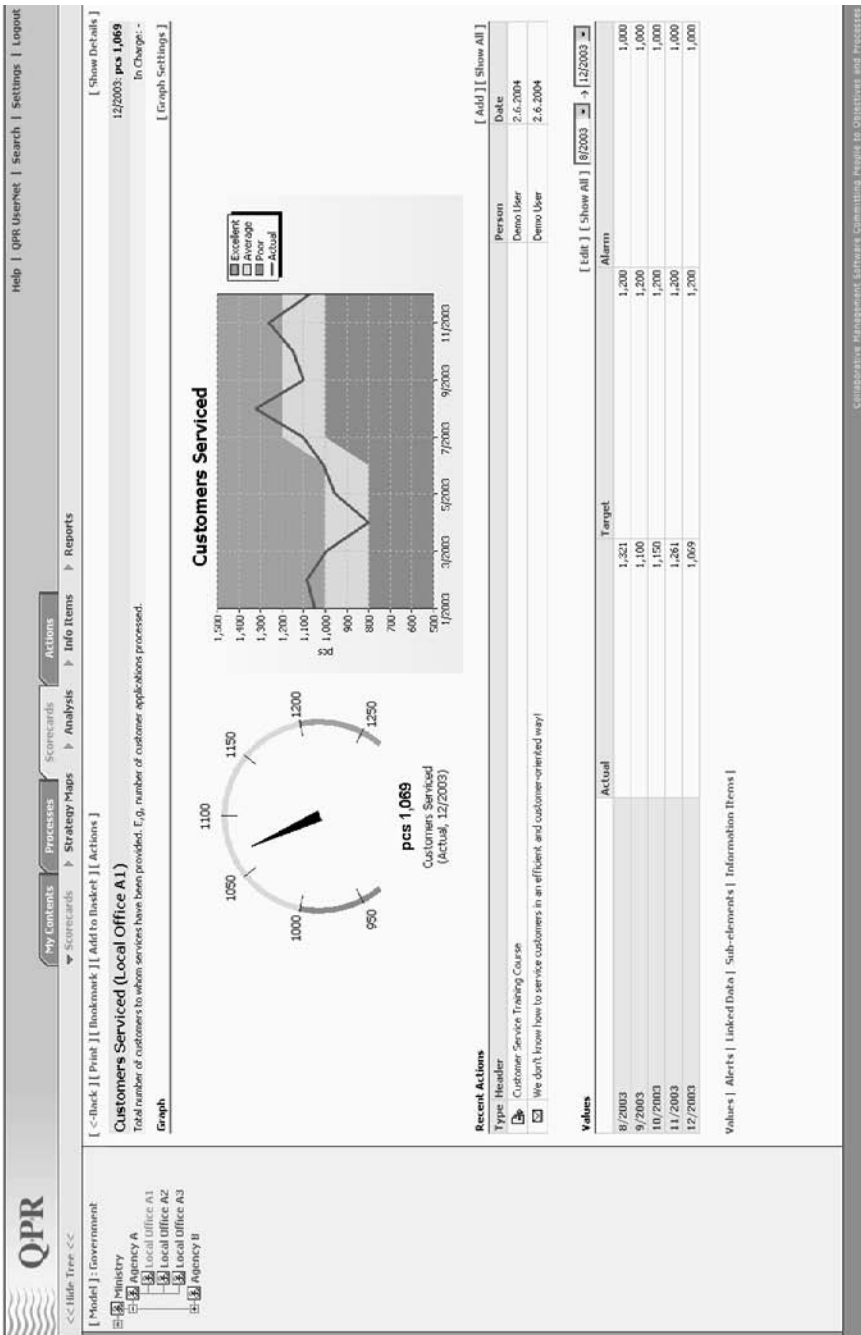 QPR
Help | QPR UserNet | Search | Settings | Logout
My Contents
Processes
Scorecards
Actions
<< Hide Tree <<
Scorecards
Strategy Maps
Analysis
Info Items
Reports
[ Model ] : Government
Ministry
Agency A
Local Office A1
Local Office A2
Local Office A3
Agency B
[ <-Back ] [ Print ] [ Bookmark ] [ Add to Basket ] [ Actions ]
[ Show Details ]
Customers Serviced (Local Office A1)
12/2003: pcs 1,069
Total number of customers to whom services have been provided. E,g, number of customer applications processed.
In Charge: -
Graph
[ Graph Settings ]
950
1000
1050
1100
1150
1200
1250
pcs 1,069
Customers Serviced
(Actual, 12/2003)
Customers Serviced
1,500
1,400
1,300
1,200
1,100
1,000
900
800
700
600
500
pcs
1/2003
3/2003
5/2003
7/2003
9/2003
11/2003
Excellent
Average
Poor
Actual
Recent Actions
[ Add ] [ Show All ]
Type Header Person Date
Customer Service Training Course Demo User 2.6.2004
We don't know how to service customers in an efficient and customer-oriented way! Demo User 2.6.2004
Values
[ Edit ] [ Show All ] 8/2003 -> 12/2003
Actual Target Alarm
8/2003 1,321 1,200 1,000
9/2003 1,100 1,200 1,000
10/2003 1,150 1,200 1,000
11/2003 1,261 1,200 1,000
12/2003 1,069 1,200 1,000
Values | Alerts | Linked Data | Sub-elements | Information Items |
Collaborative Management Software Committing People to Objectives and Processes